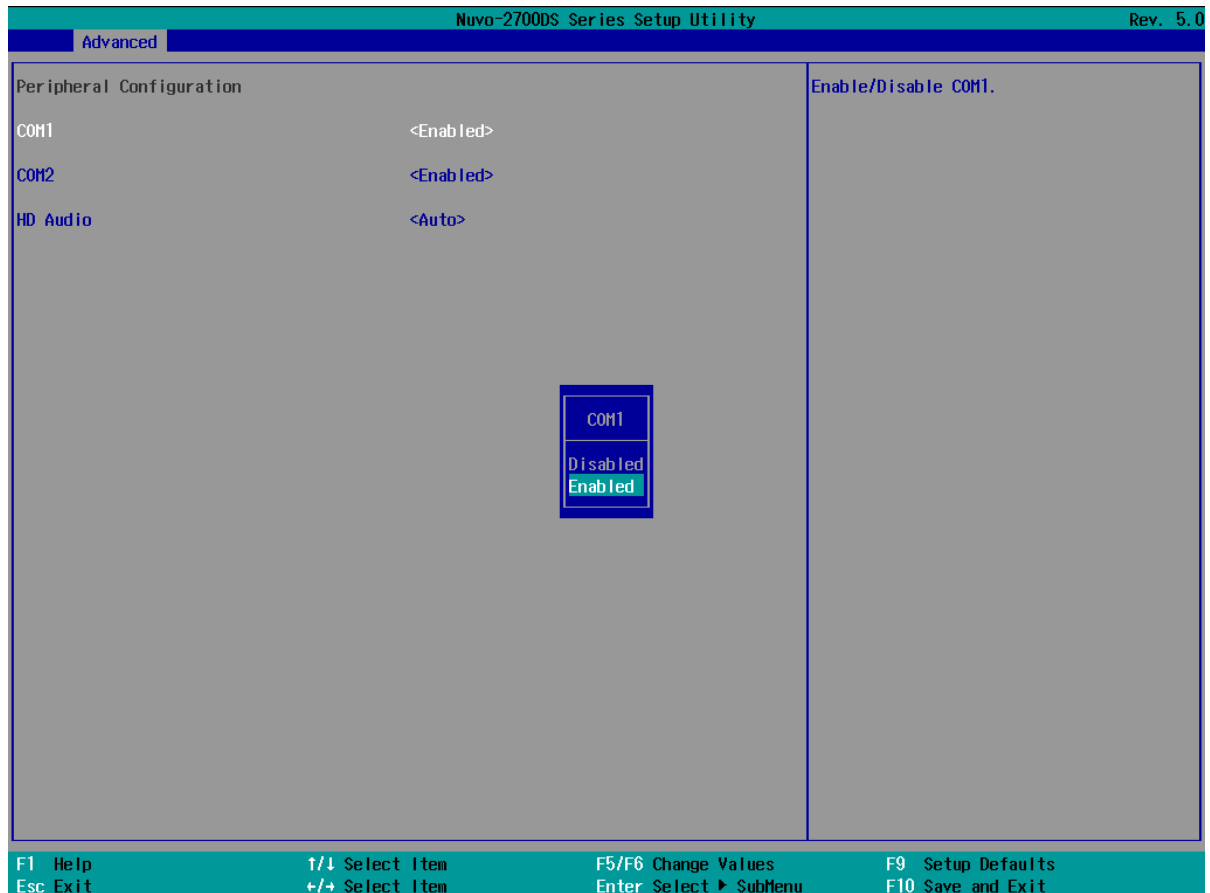 Nuvo-2700DS Series Setup Utility Rev. 5.0
Advanced
Peripheral Configuration
Enable/Disable COM1.
COM1 <Enabled>
COM2 <Enabled>
HD Audio <Auto>
COM1
Disabled
Enabled
F1 Help ↑/↓ Select Item F5/F6 Change Values F9 Setup Defaults
Esc Exit ←/→ Select Item Enter Select ▶ SubMenu F10 Save and Exit